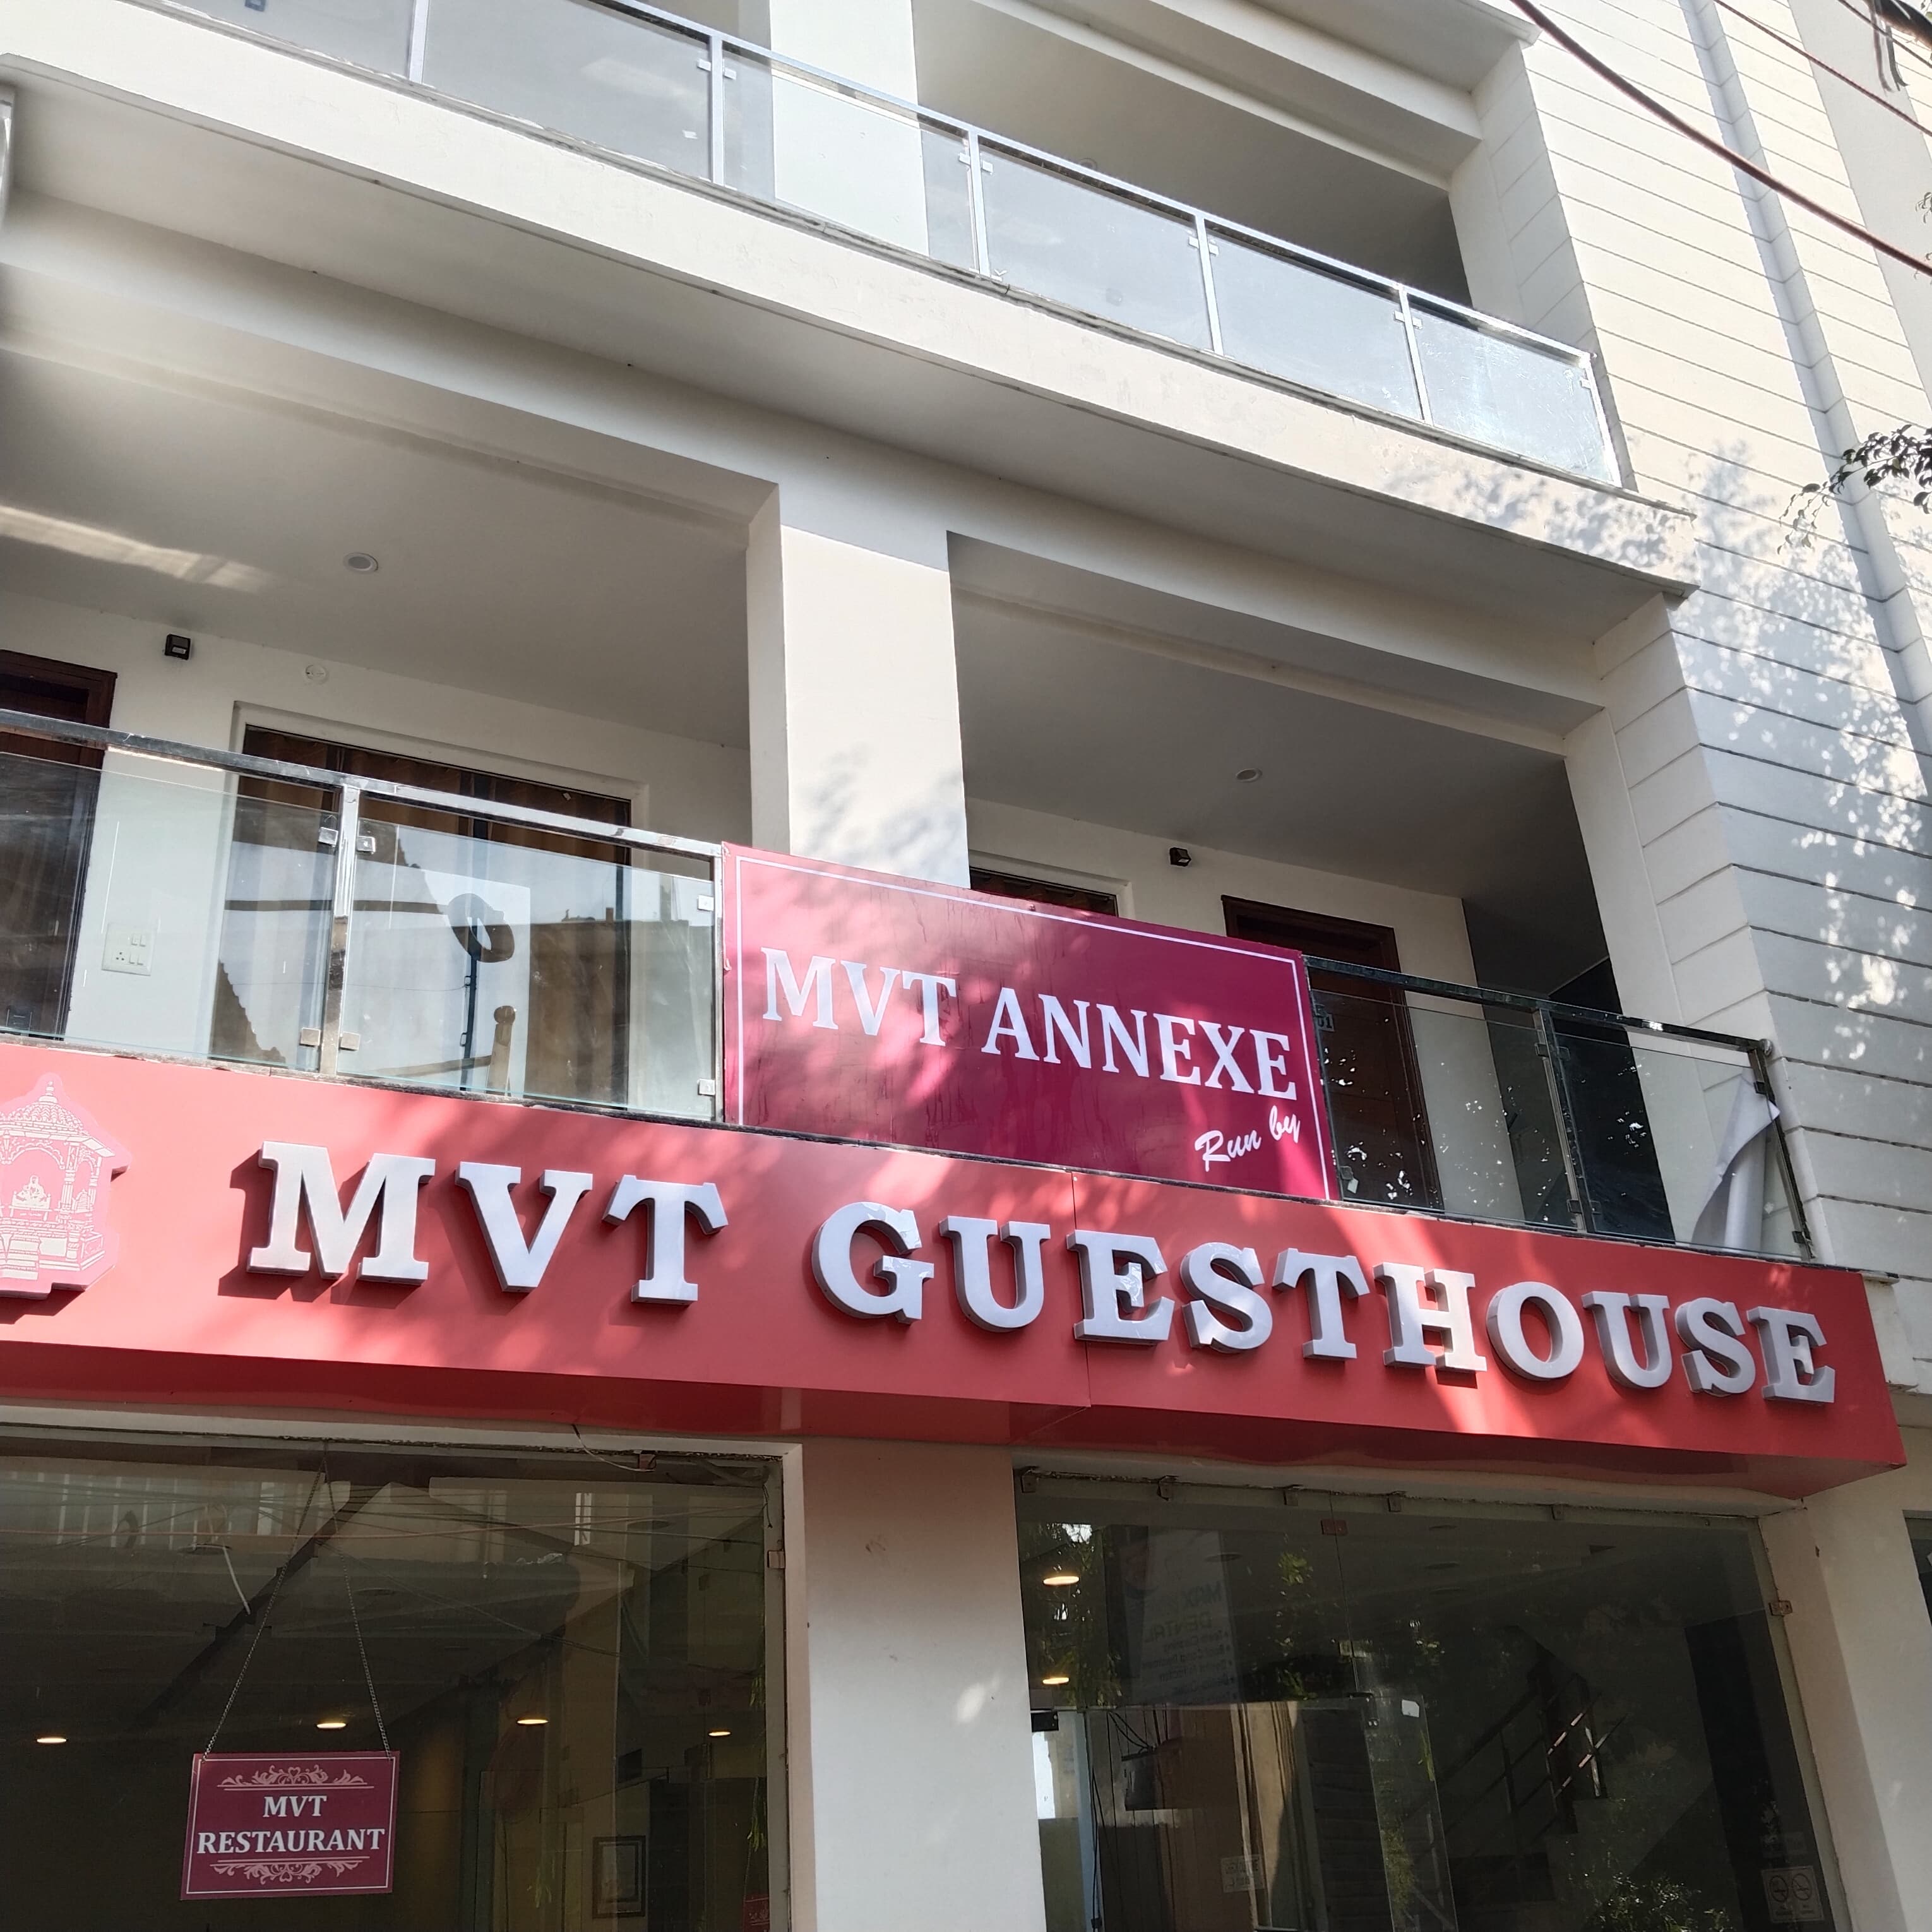 MVT ANNEXE
Run by
MVT GUESTHOUSE
MVT
RESTAURANT